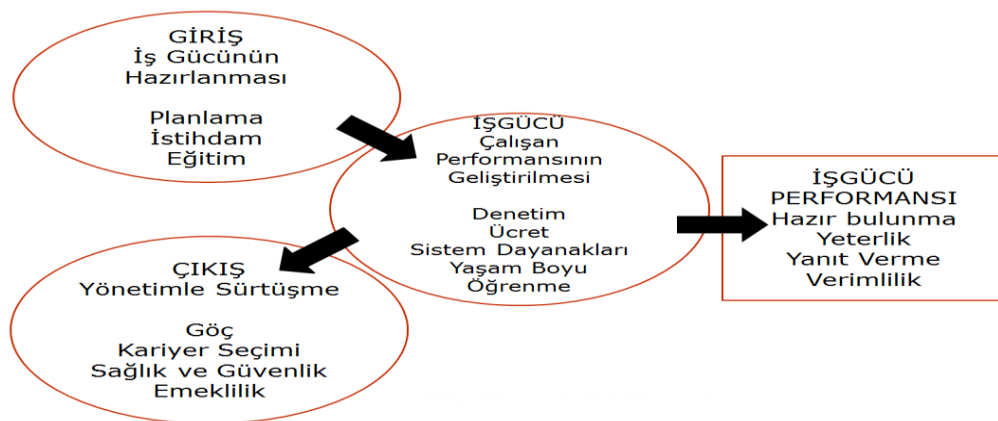 GİRİŞ
İş Gücünün
Hazırlanması
Planlama
İstihdam
Eğitim
İŞGÜCÜ
Çalışan
Performansının
Geliştirilmesi
Denetim
Ücret
Sistem Dayanakları
Yaşam Boyu
Öğrenme
İŞGÜCÜ
PERFORMANSI
Hazır bulunma
Yeterlik
Yanıt Verme
Verimlilik
ÇIKIŞ
Yönetimle Sürtüşme
Göç
Kariyer Seçimi
Sağlık ve Güvenlik
Emeklilik